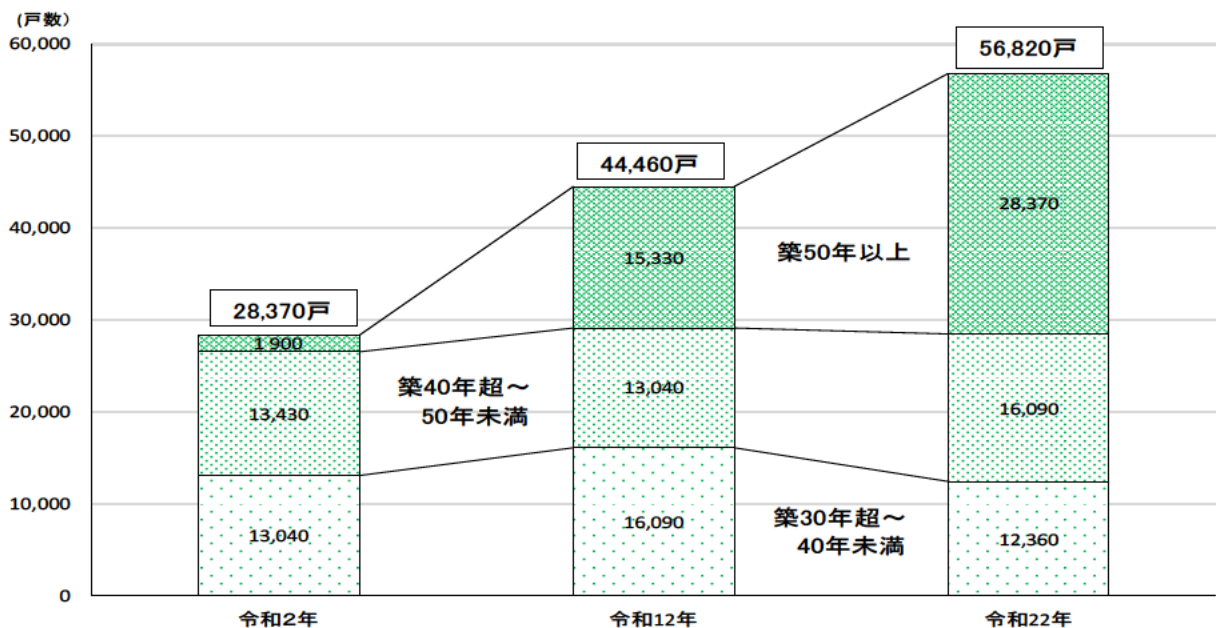 (戸数)
60,000
50,000
40,000
30,000
20,000
10,000
0
28,370戸
1 900
13,430
13,040
令和2年
築40年超～
50年未満
44,460戸
15,330
13,040
16,090
令和12年
築50年以上
築30年超～
40年未満
56,820戸
28,370
16,090
12,360
令和22年